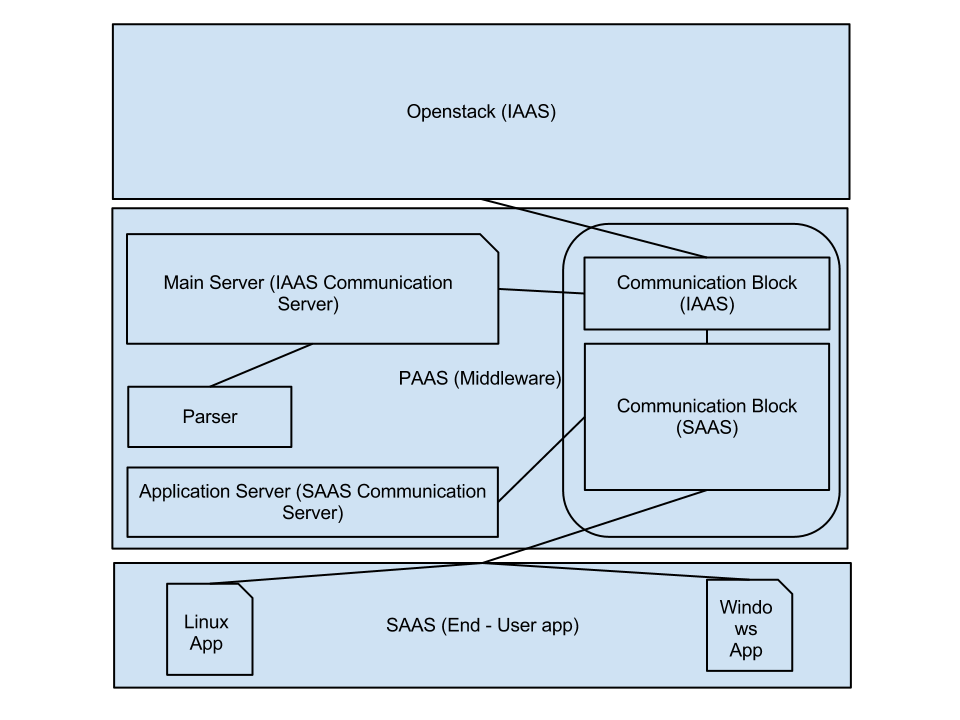 Openstack (IAAS)
Main Server (IAAS Communication
Server)
Communication Block
(IAAS)
PAAS (Middleware)
Parser
Communication Block
(SAAS)
Application Server (SAAS Communication
Server)
Linux
App
SAAS (End - User app)
Windo
ws
App